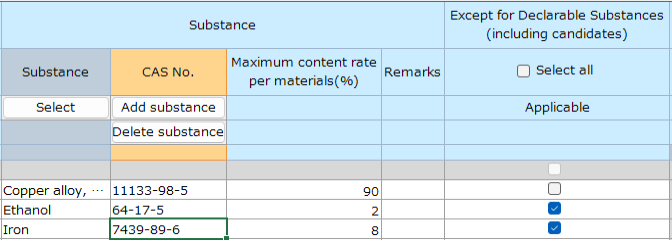 Substance
Except for Declarable Substances
(including candidates)
Substance
CAS No.
Maximum content rate
per materials(%)
Remarks
Select all
Select
Add substance
Applicable
Delete substance
Copper alloy, ··· 11133-98-5 90
Ethanol 64-17-5 2
Iron 7439-89-6 8